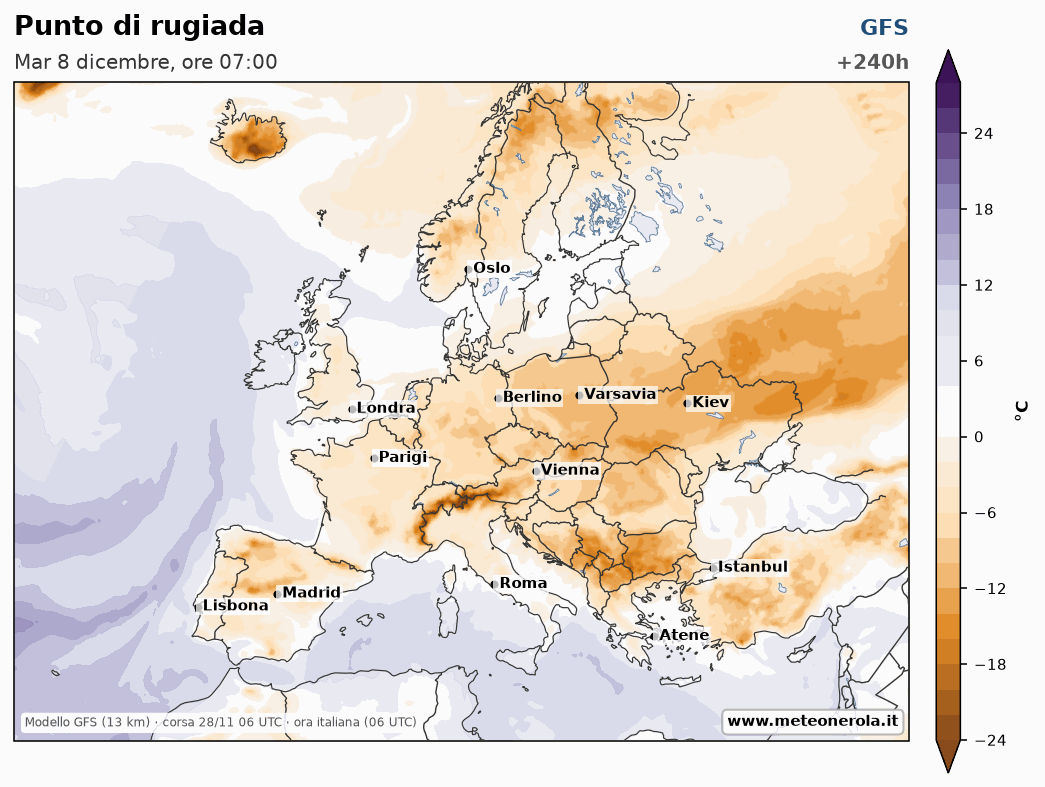 Punto di rugiada
GFS
Mar 8 dicembre, ore 07:00
+240h
Oslo
Londra
Berlino
Varsavia
Kiev
Parigi
Vienna
Istanbul
Roma
Madrid
Lisbona
Atene
24
18
12
6
0
−6
−12
−18
−24
°C
Modello GFS (13 km) · corsa 28/11 06 UTC · ora italiana (06 UTC)
www.meteonerola.it